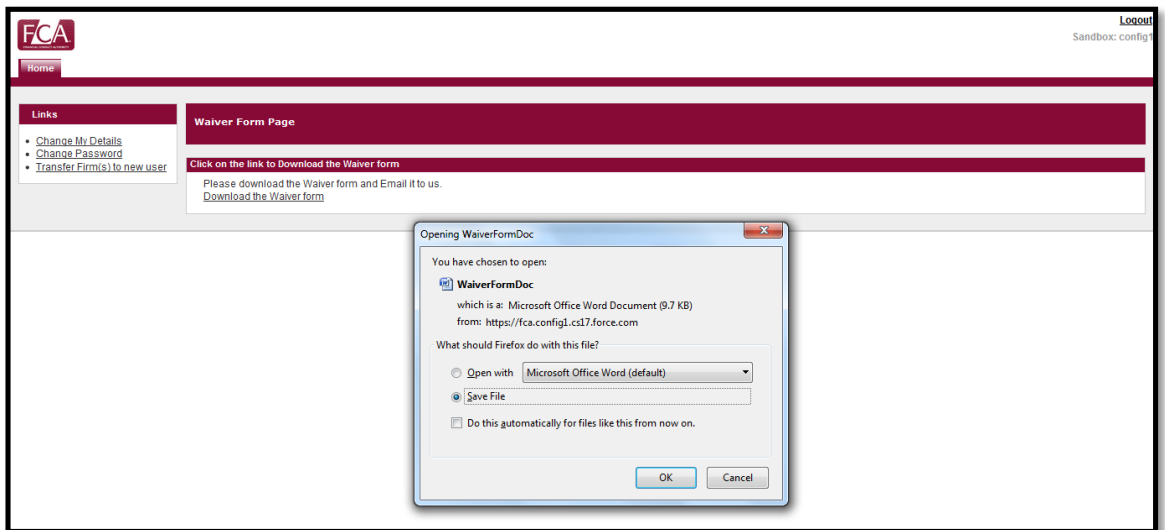 FCA
FINANCIAL CONDUCT AUTHORITY
Logout
Sandbox: config1
Home
Links
• Change My Details
• Change Password
• Transfer Firm(s) to new user
Waiver Form Page
Click on the link to Download the Waiver form
Please download the Waiver form and Email it to us.
Download the Waiver form
Opening WaiverFormDoc
You have chosen to open:
WaiverFormDoc
which is a: Microsoft Office Word Document (9.7 KB)
from: https://fca.config1.cs17.force.com
What should Firefox do with this file?
Open with Microsoft Office Word (default)
Save File
Do this automatically for files like this from now on.
OK Cancel